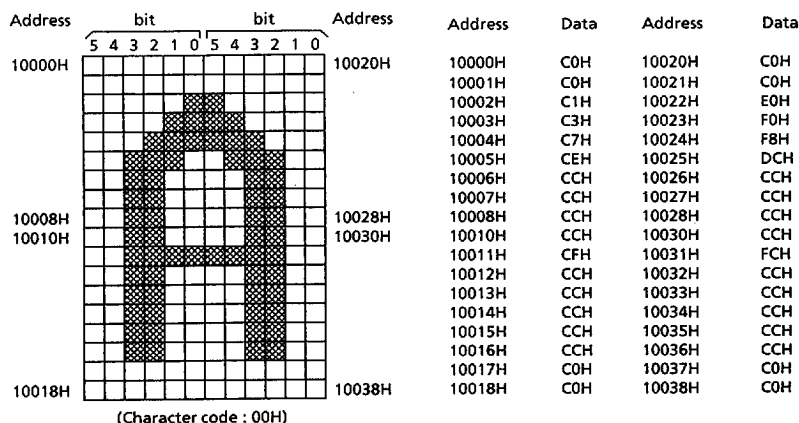 Address bit bit Address
5 4 3 2 1 0 5 4 3 2 1 0
10000H 10020H
10008H 10028H
10010H 10030H
10018H 10038H
(Character code : 00H)
Address Data Address Data
10000H C0H 10020H C0H
10001H C0H 10021H C0H
10002H C1H 10022H E0H
10003H C3H 10023H F0H
10004H C7H 10024H F8H
10005H CEH 10025H DCH
10006H CCH 10026H CCH
10007H CCH 10027H CCH
10008H CCH 10028H CCH
10010H CCH 10030H CCH
10011H CFH 10031H FCH
10012H CCH 10032H CCH
10013H CCH 10033H CCH
10014H CCH 10034H CCH
10015H CCH 10035H CCH
10016H CCH 10036H CCH
10017H C0H 10037H C0H
10018H C0H 10038H C0H